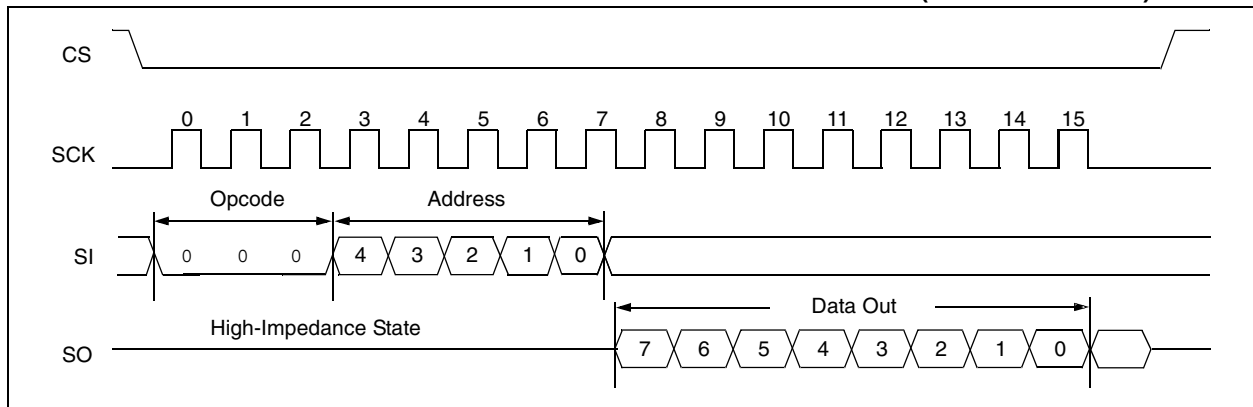 CS
0 1 2 3 4 5 6 7 8 9 10 11 12 13 14 15
SCK
Opcode Address
SI 0 0 0 4 3 2 1 0
Data Out
High-Impedance State
SO 7 6 5 4 3 2 1 0